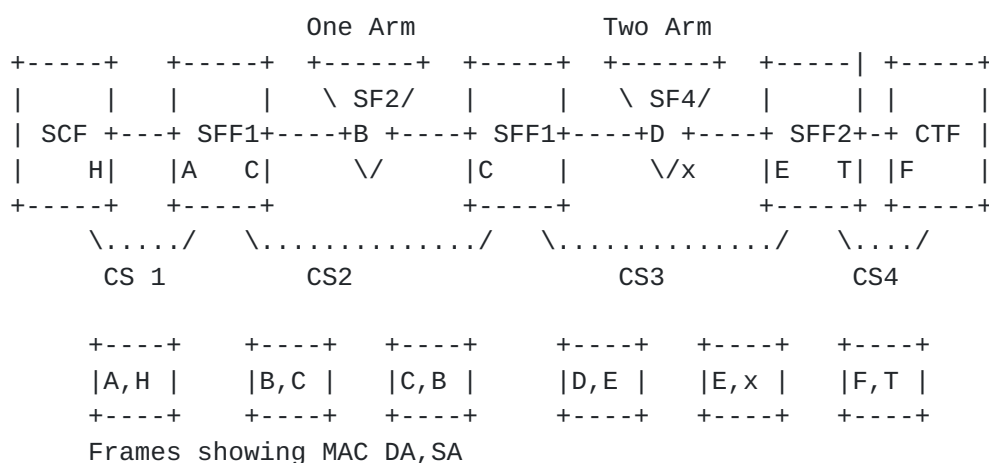 One Arm            Two Arm
+-----+   +-----+  +------+  +-----+  +------+  +-----| +-----+
|     |   |     |   \ SF2/   |     |   \ SF4/   |     | |     |
| SCF +---+ SFF1+----+B +----+ SFF1+----+D +----+ SFF2+-+ CTF |
|    H|   |A   C|     \/     |C    |     \/x    |E   T| |F    |
+-----+   +-----+            +-----+            +-----+ +-----+
     \...../   \............../   \............../   \..../
      CS 1         CS2                 CS3            CS4

     +----+    +----+   +----+     +----+   +----+   +----+
     |A,H |    |B,C |   |C,B |     |D,E |   |E,x |   |F,T |
     +----+    +----+   +----+     +----+   +----+   +----+
     Frames showing MAC DA,SA